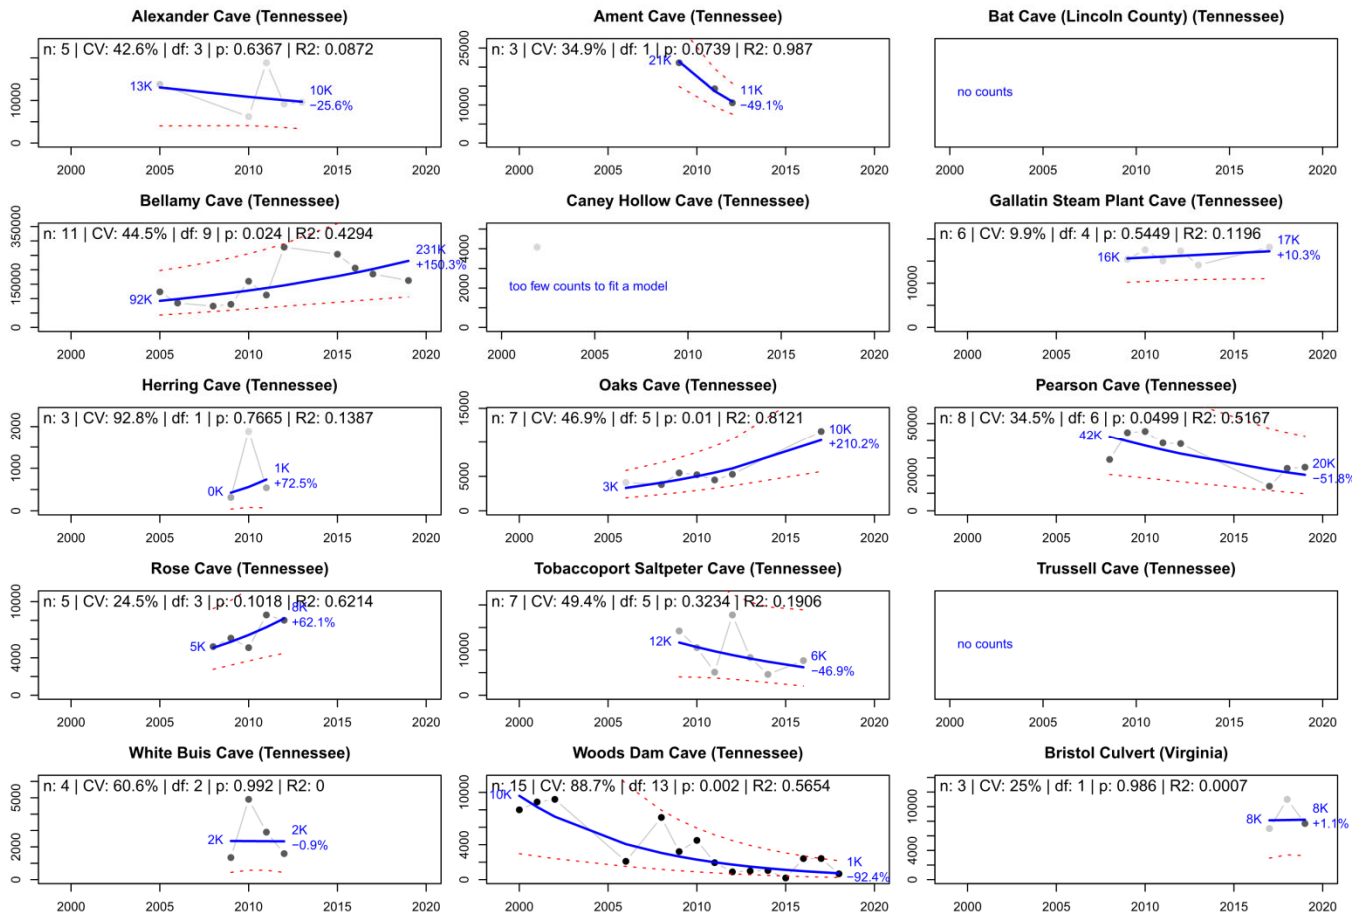 Alexander Cave (Tennessee)
n: 5 | CV: 42.6% | df: 3 | p: 0.6367 | R2: 0.0872
13K
10K
−25.6%
0 10000
2000 2005 2010 2015 2020
Ament Cave (Tennessee)
n: 3 | CV: 34.9% | df: 1 | p: 0.0739 | R2: 0.987
21K
11K
−49.1%
0 10000 25000
2000 2005 2010 2015 2020
Bat Cave (Lincoln County) (Tennessee)
no counts
2000 2005 2010 2015 2020
Bellamy Cave (Tennessee)
n: 11 | CV: 44.5% | df: 9 | p: 0.024 | R2: 0.4294
92K
231K
+150.3%
0 150000 350000
2000 2005 2010 2015 2020
Caney Hollow Cave (Tennessee)
too few counts to fit a model
0 2000 4000
2000 2005 2010 2015 2020
Gallatin Steam Plant Cave (Tennessee)
n: 6 | CV: 9.9% | df: 4 | p: 0.5449 | R2: 0.1196
16K
17K
+10.3%
0 10000
2000 2005 2010 2015 2020
Herring Cave (Tennessee)
n: 3 | CV: 92.8% | df: 1 | p: 0.7665 | R2: 0.1387
0K
1K
+72.5%
0 1000 2000
2000 2005 2010 2015 2020
Oaks Cave (Tennessee)
n: 7 | CV: 46.9% | df: 5 | p: 0.01 | R2: 0.8121
3K
10K
+210.2%
0 5000 15000
2000 2005 2010 2015 2020
Pearson Cave (Tennessee)
n: 8 | CV: 34.5% | df: 6 | p: 0.0499 | R2: 0.5167
42K
20K
−51.8%
0 20000 50000
2000 2005 2010 2015 2020
Rose Cave (Tennessee)
n: 5 | CV: 24.5% | df: 3 | p: 0.1018 | R2: 0.6214
5K
8K
+62.1%
0 4000 10000
2000 2005 2010 2015 2020
Tobaccoport Saltpeter Cave (Tennessee)
n: 7 | CV: 49.4% | df: 5 | p: 0.3234 | R2: 0.1906
12K
6K
−46.9%
0 10000
2000 2005 2010 2015 2020
Trussell Cave (Tennessee)
no counts
2000 2005 2010 2015 2020
White Buis Cave (Tennessee)
n: 4 | CV: 60.6% | df: 2 | p: 0.992 | R2: 0
2K
2K
−0.9%
0 2000 5000
2000 2005 2010 2015 2020
Woods Dam Cave (Tennessee)
n: 15 | CV: 88.7% | df: 13 | p: 0.002 | R2: 0.5654
10K
1K
−92.4%
0 4000 10000
2000 2005 2010 2015 2020
Bristol Culvert (Virginia)
n: 3 | CV: 25% | df: 1 | p: 0.986 | R2: 0.0007
8K
8K
+1.1%
0 4000 10000
2000 2005 2010 2015 2020